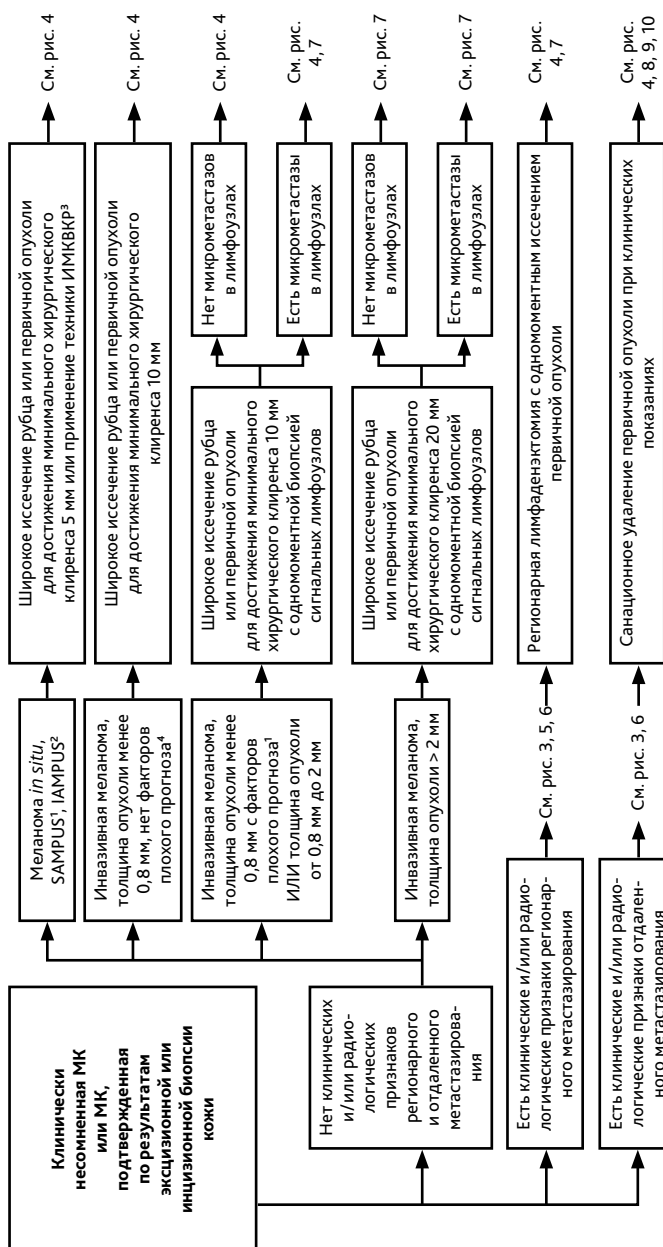 Клинически
несомненная МК
или МК,
подтвержденная
по результатам
эксцизионной или
инцизионной биопсии
кожи
Нет клинических
и/или радио-
логических
признаков
регионарного
и отдаленного
метастазирова-
ния
Меланома in situ,
SAMPUS¹, IAMPUS²
Широкое иссечение рубца или первичной опухоли
для достижения минимального хирургического
клиренса 5 мм или применение техники ИМКВКР³
См. рис. 4
Инвазивная меланома,
толщина опухоли менее
0,8 мм, нет факторов
плохого прогноза⁴
Широкое иссечение рубца или первичной опухоли
для достижения минимального хирургического
клиренса 10 мм
См. рис. 4
Инвазивная меланома,
толщина опухоли менее
0,8 мм с факторов
плохого прогноза¹
ИЛИ толщина опухоли
от 0,8 мм до 2 мм
Широкое иссечение рубца
или первичной опухоли
для достижения минимального
хирургического клиренса 10 мм
с одномоментной биопсией
сигнальных лимфоузлов
Нет микрометастазов
в лимфоузлах
См. рис. 4
Есть микрометастазы
в лимфоузлах
См. рис.
4, 7
Инвазивная меланома,
толщина опухоли > 2 мм
Широкое иссечение рубца
или первичной опухоли
для достижения минимального
хирургического клиренса 20 мм
с одномоментной биопсией
сигнальных лимфоузлов
Нет микрометастазов
в лимфоузлах
См. рис. 7
Есть микрометастазы
в лимфоузлах
См. рис. 7
Есть клинические и/или радио-
логические признаки регионар-
ного метастазирования
См. рис. 3, 5, 6
Регионарная лимфаденэктомия с одномоментным иссечением
первичной опухоли
См. рис.
4, 7
Есть клинические и/или радио-
логические признаки отдален-
ного метастазирования
См. рис. 3, 6
Санационное удаление первичной опухоли при клинических
показаниях
См. рис.
4, 8, 9, 10